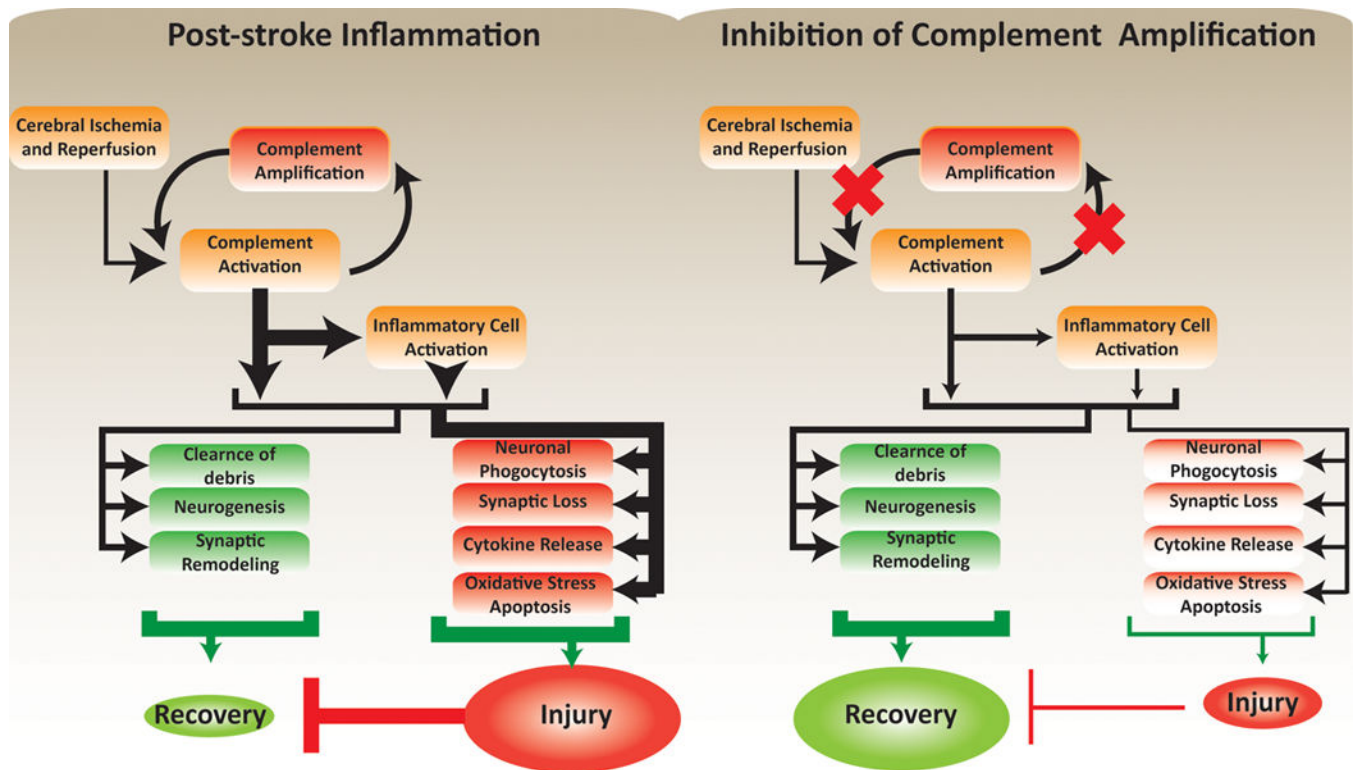 Post-stroke Inflammation
Cerebral Ischemia
and Reperfusion
Complement
Amplification
Complement
Activation
Inflammatory Cell
Activation
Clearnce of
debris
Neurogenesis
Synaptic
Remodeling
Neuronal
Phogocytosis
Synaptic Loss
Cytokine Release
Oxidative Stress
Apoptosis
Recovery
Injury
Inhibition of Complement Amplification
Cerebral Ischemia
and Reperfusion
Complement
Amplification
Complement
Activation
Inflammatory Cell
Activation
Clearnce of
debris
Neurogenesis
Synaptic
Remodeling
Neuronal
Phogocytosis
Synaptic Loss
Cytokine Release
Oxidative Stress
Apoptosis
Recovery
Injury